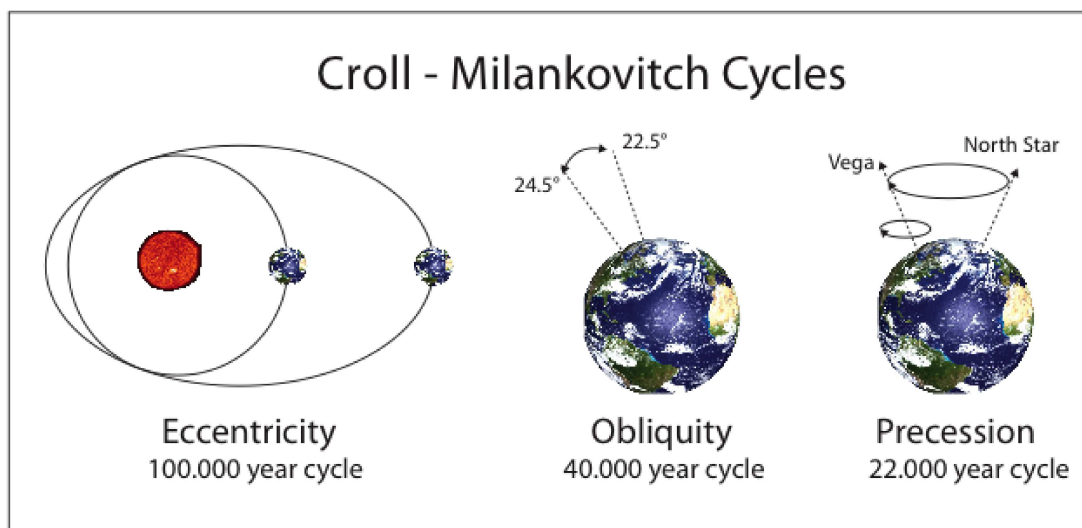 Croll - Milankovitch Cycles
22.5°
24.5°
Vega
North Star
Eccentricity
100.000 year cycle
Obliquity
40.000 year cycle
Precession
22.000 year cycle